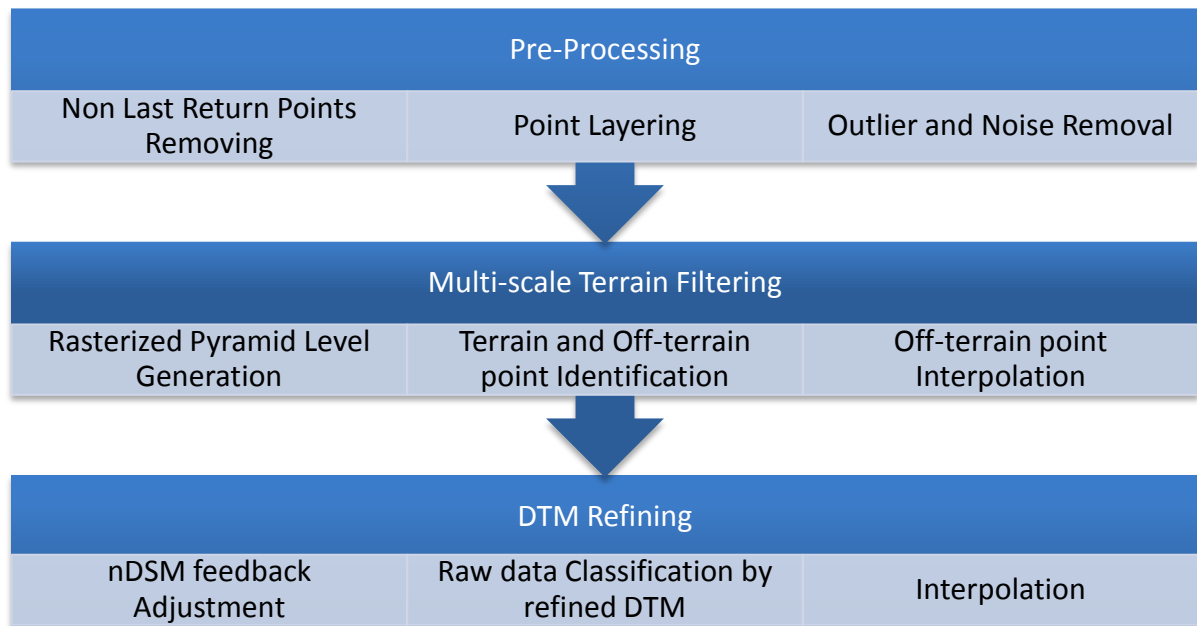 Pre-Processing
Non Last Return Points
Removing
Point Layering
Outlier and Noise Removal
Multi-scale Terrain Filtering
Rasterized Pyramid Level
Generation
Terrain and Off-terrain
point Identification
Off-terrain point
Interpolation
DTM Refining
nDSM feedback
Adjustment
Raw data Classification by
refined DTM
Interpolation